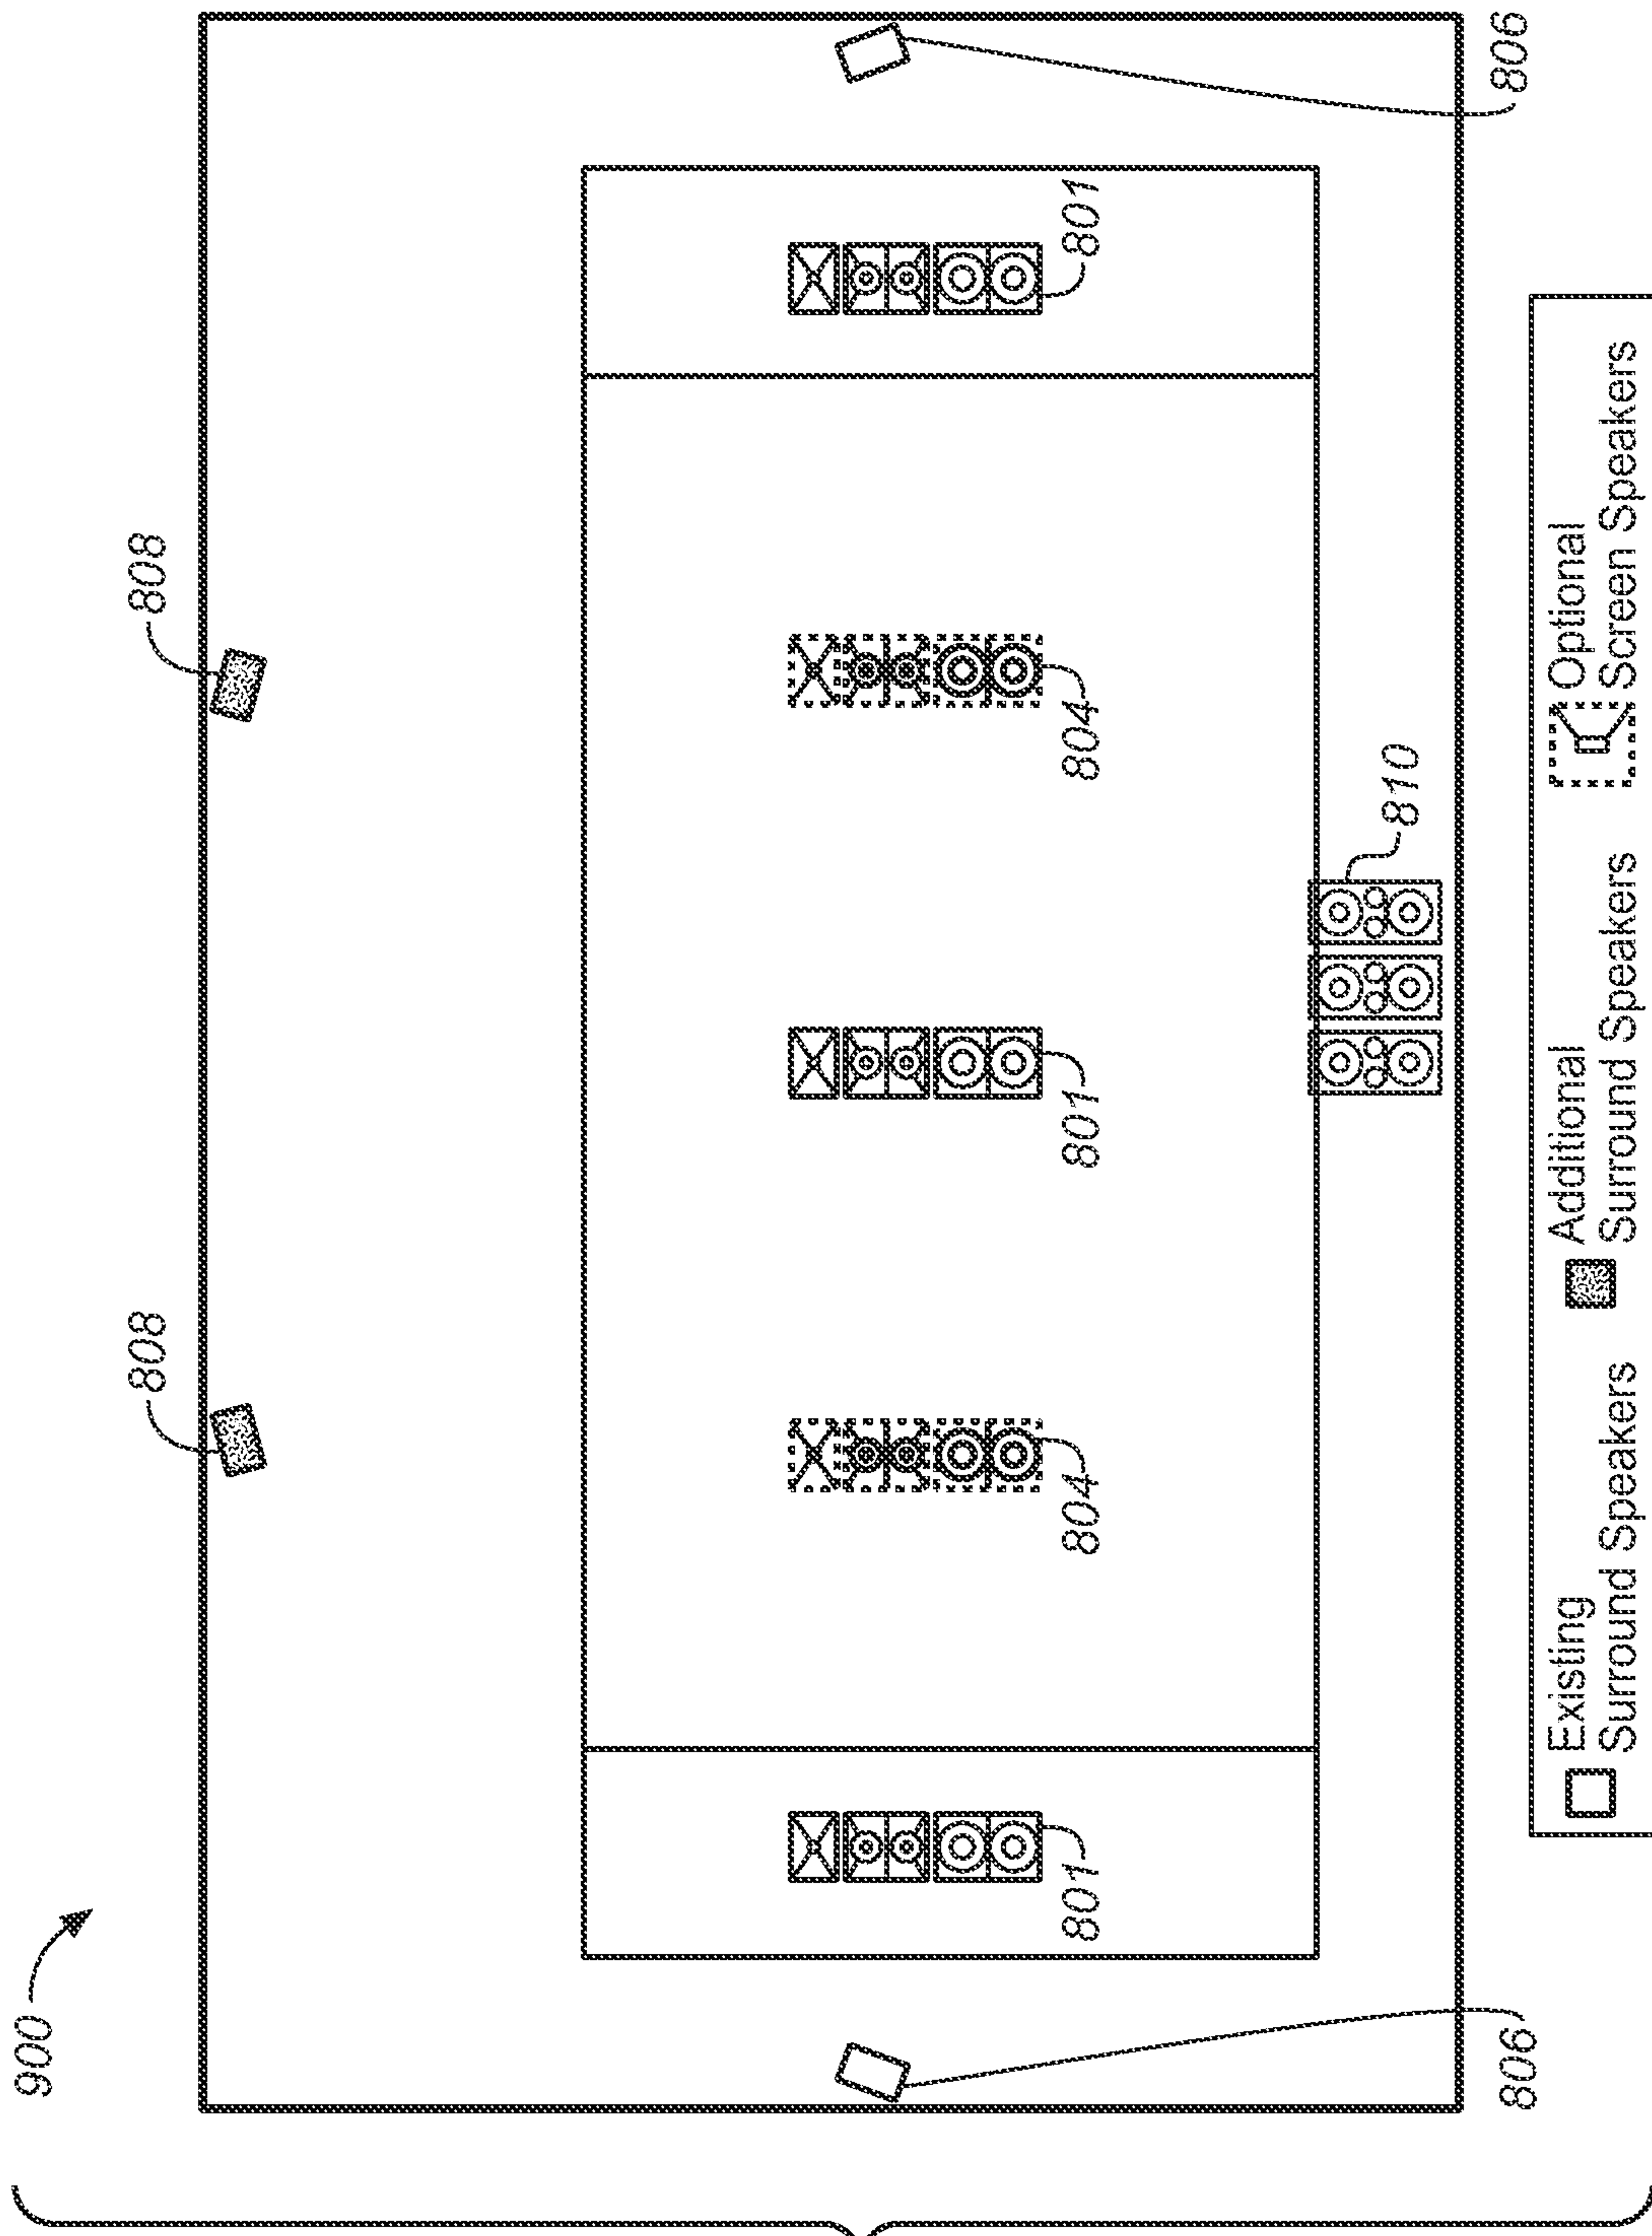 900
808
808
801
804
801
804
801
810
806
806
Existing
Surround Speakers
Additional
Surround Speakers
Optional
Screen Speakers